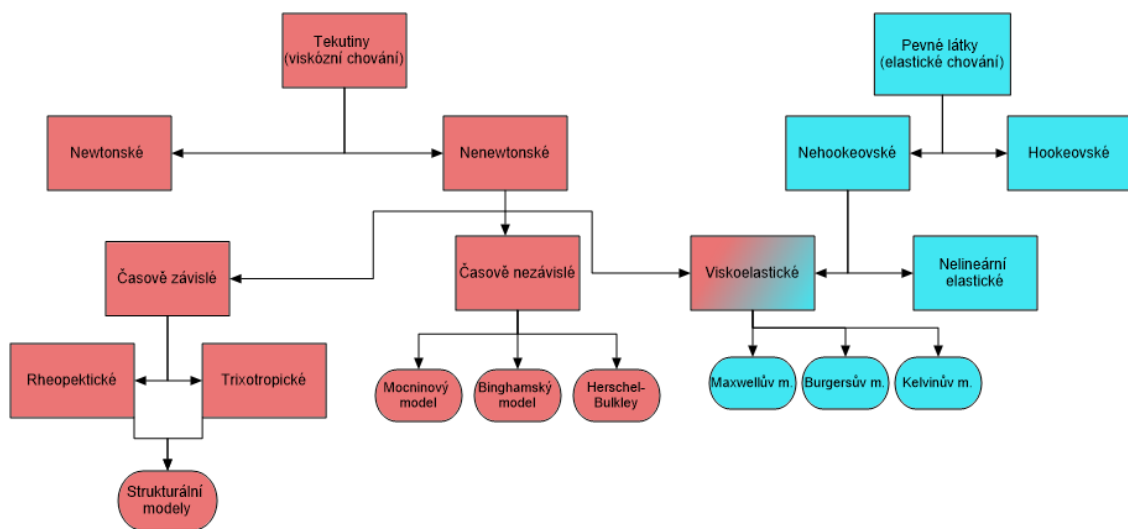 Tekutiny
(viskózní chování)
Pevné látky
(elastické chování)
Newtonské
Nenewtonské
Nehookeovské
Hookeovské
Časově závislé
Časově nezávislé
Viskoelastické
Nelineární
elastické
Rheopektické
Trixotropické
Mocninový
model
Binghamský
model
Herschel-
Bulkley
Maxwellův m.
Burgersův m.
Kelvinův m.
Strukturální
modely